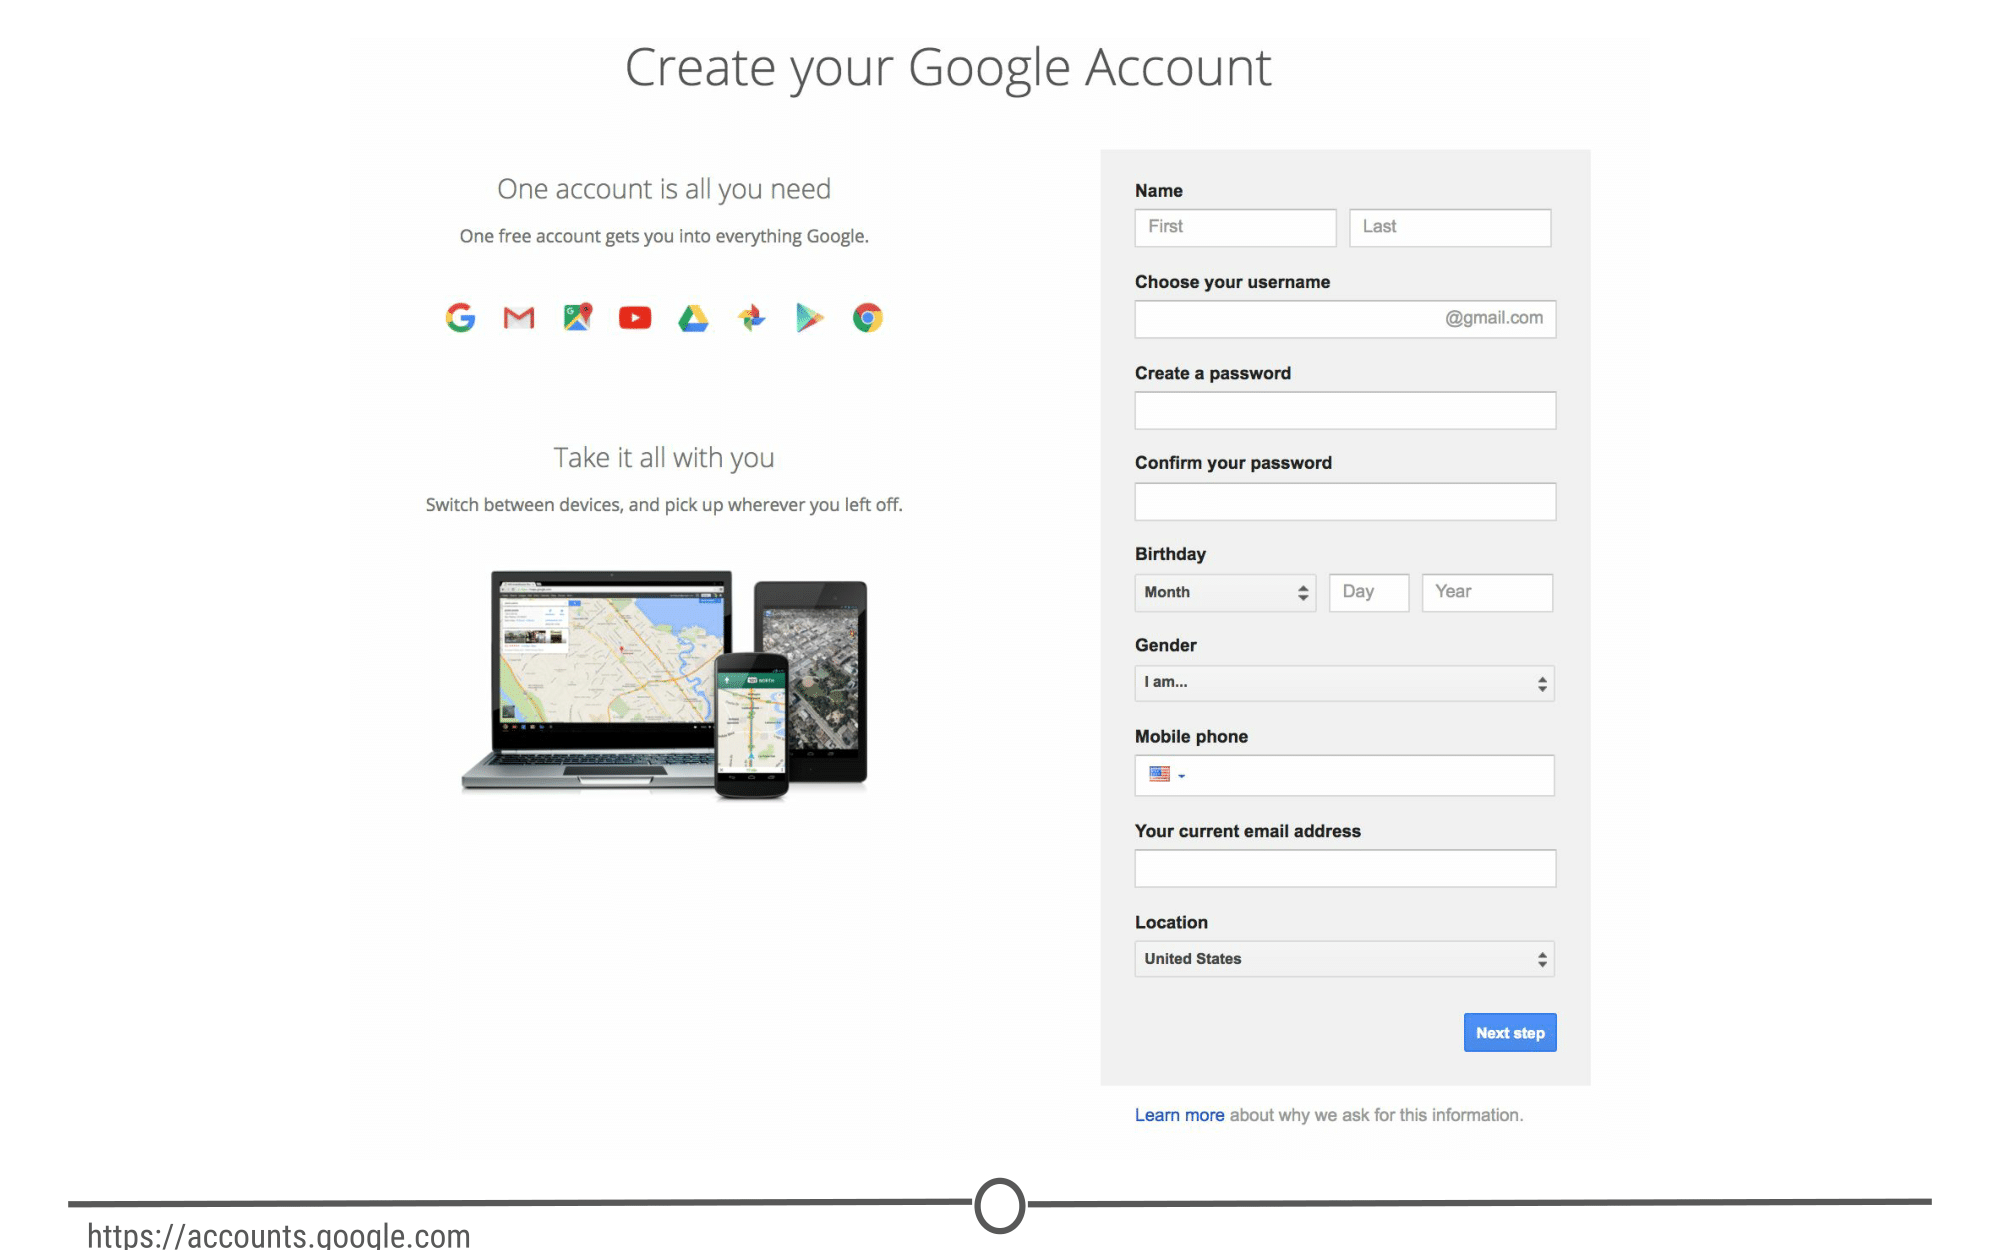 Create your Google Account
One account is all you need
One free account gets you into everything Google.
Take it all with you
Switch between devices, and pick up wherever you left off.
Name
First Last
Choose your username
@gmail.com
Create a password
Confirm your password
Birthday
Month Day Year
Gender
I am...
Mobile phone
Your current email address
Location
United States
Next step
Learn more about why we ask for this information.
https://accounts.google.com